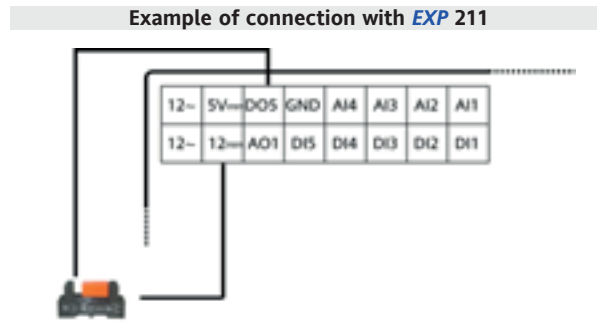 Example of connection with EXP 211
12~ 5V⎓ DO5 GND AI4 AI3 AI2 AI1
12~ 12⎓ AO1 DI5 DI4 DI3 DI2 DI1